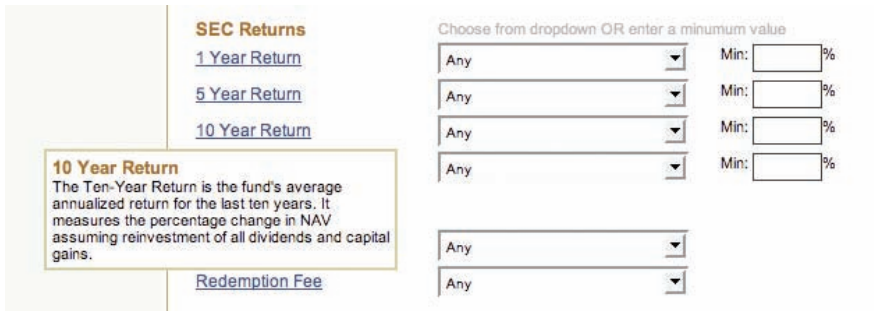 SEC Returns
Choose from dropdown OR enter a minumum value
1 Year Return
Any
Min:
%
5 Year Return
Any
Min:
%
10 Year Return
Any
Min:
%
Any
Min:
%
10 Year Return
The Ten-Year Return is the fund's average
annualized return for the last ten years. It
measures the percentage change in NAV
assuming reinvestment of all dividends and capital
gains.
Any
Redemption Fee
Any